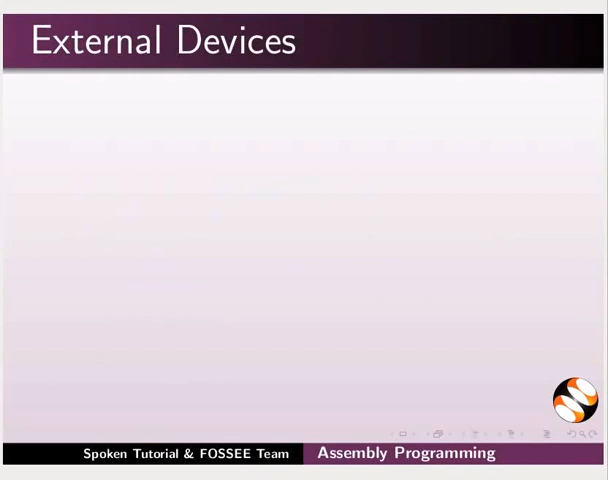 External Devices
Spoken Tutorial & FOSSEE Team
Assembly Programming